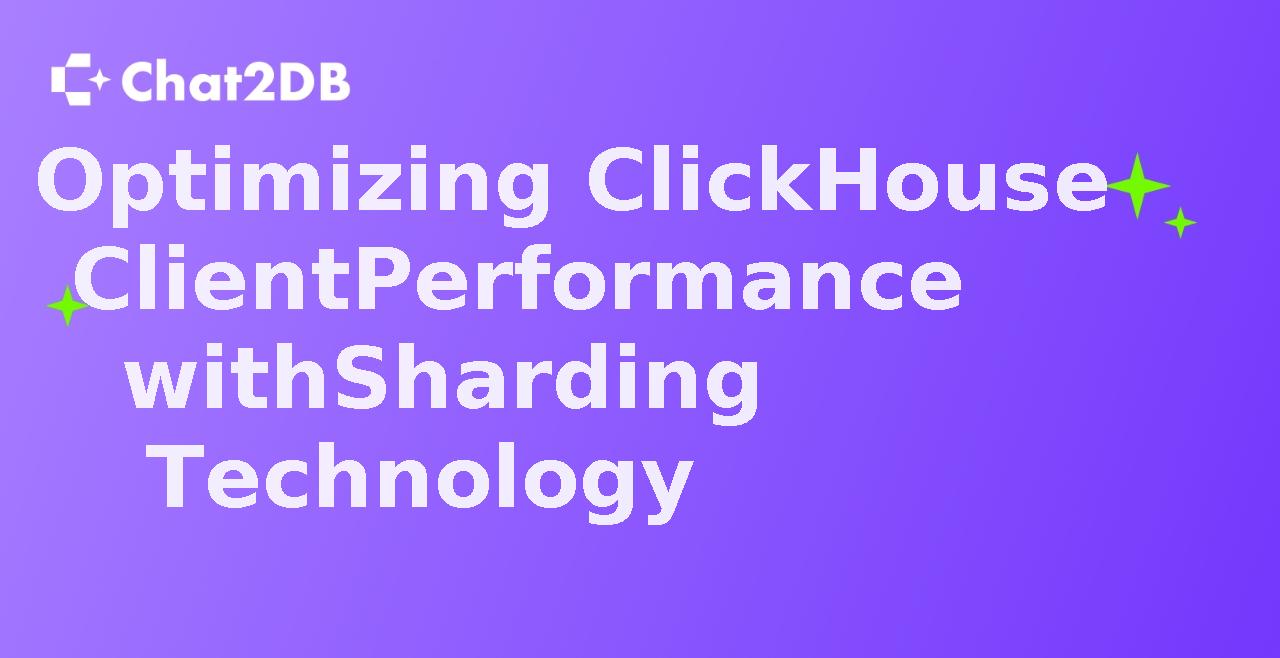 Chat2DB
Optimizing ClickHouse
ClientPerformance
withSharding
Technology